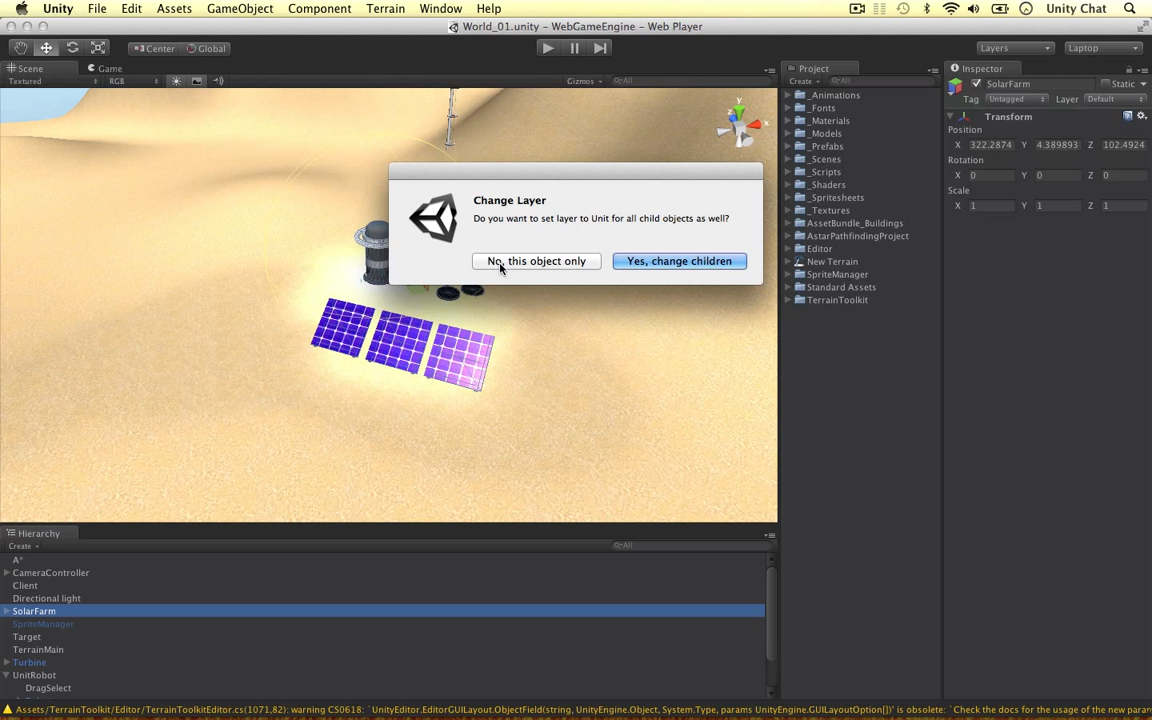 Unity File Edit Assets GameObject Component Terrain Window Help Unity Chat
World_01.unity – WebGameEngine – Web Player
Center Global Layers Laptop
Scene Game Project Inspector
Textured RGB Gizmos All Create All
SolarFarm Static
Tag Untagged Layer Default
Transform
Position
X 322.2874 Y 4.389893 Z 102.4924
Rotation
X 0 Y 0 Z 0
Scale
X 1 Y 1 Z 1
_Animations
_Fonts
_Materials
_Models
_Prefabs
_Scenes
_Scripts
_Shaders
_Spritesheets
_Textures
AssetBundle_Buildings
AstarPathfindingProject
Editor
New Terrain
SpriteManager
Standard Assets
TerrainToolkit
Change Layer
Do you want to set layer to Unit for all child objects as well?
No, this object only Yes, change children
y
x
z
Hierarchy
Create All
A*
CameraController
Client
Directional light
SolarFarm
SpriteManager
Target
TerrainMain
Turbine
UnitRobot
DragSelect
Assets/TerrainToolkit/Editor/TerrainToolkitEditor.cs(1071,82): warning CS0618: `UnityEditor.EditorGUILayout.ObjectField(string, UnityEngine.Object, System.Type, params UnityEngine.GUILayoutOption[])' is obsolete: `Check the docs for the usage of the new param